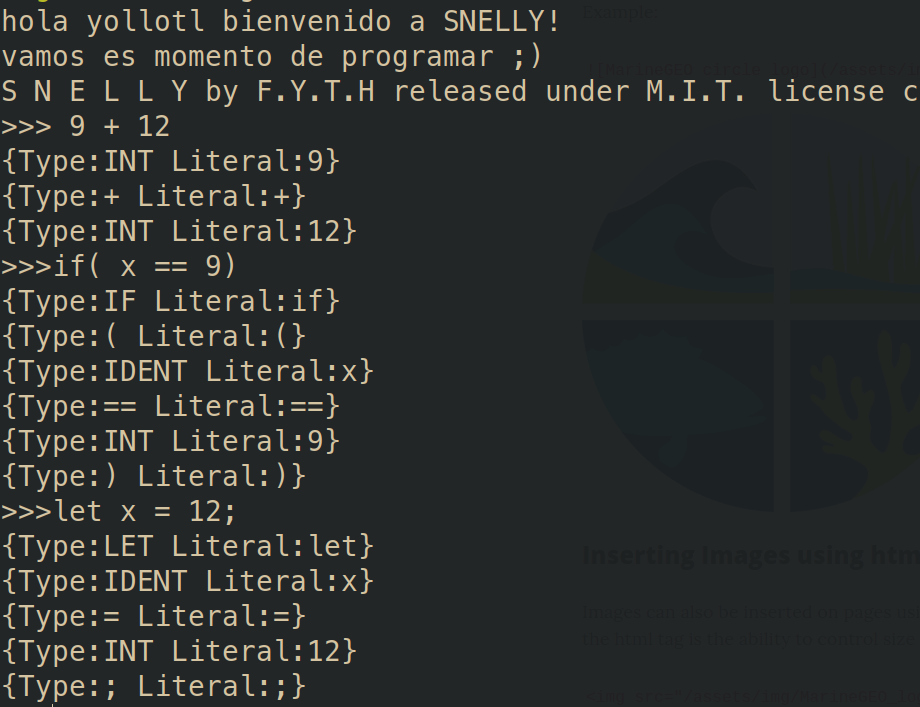 hola yollotl bienvenido a SNELLY!
vamos es momento de programar ;)
S N E L L Y by F.Y.T.H released under M.I.T. license c
>>> 9 + 12
{Type:INT Literal:9}
{Type:+ Literal:+}
{Type:INT Literal:12}
>>>if( x == 9)
{Type:IF Literal:if}
{Type:( Literal:(}
{Type:IDENT Literal:x}
{Type:== Literal:==}
{Type:INT Literal:9}
{Type:) Literal:)}
>>>let x = 12;
{Type:LET Literal:let}
{Type:IDENT Literal:x}
{Type:= Literal:=}
{Type:INT Literal:12}
{Type:; Literal:;}
Example:
Inserting Images using htm
Images can also be inserted on pages us
the html tag is the ability to control size